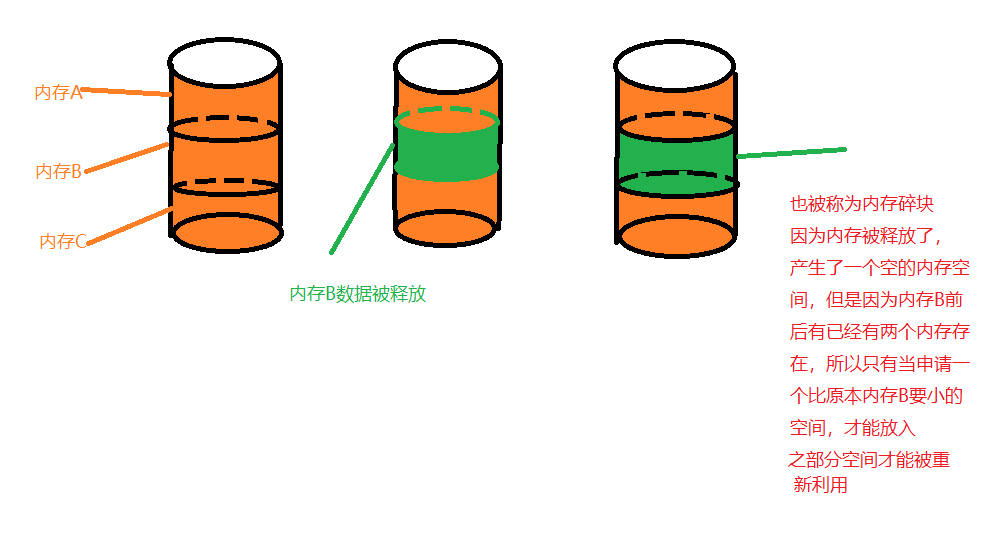 内存A
内存B
内存C
内存B数据被释放
也被称为内存碎块
因为内存被释放了，
产生了一个空的内存空
间，但是因为内存B前
后有已经有两个内存存
在，所以只有当申请一
个比原本内存B要小的
空间，才能放入
之部分空间才能被重
新利用